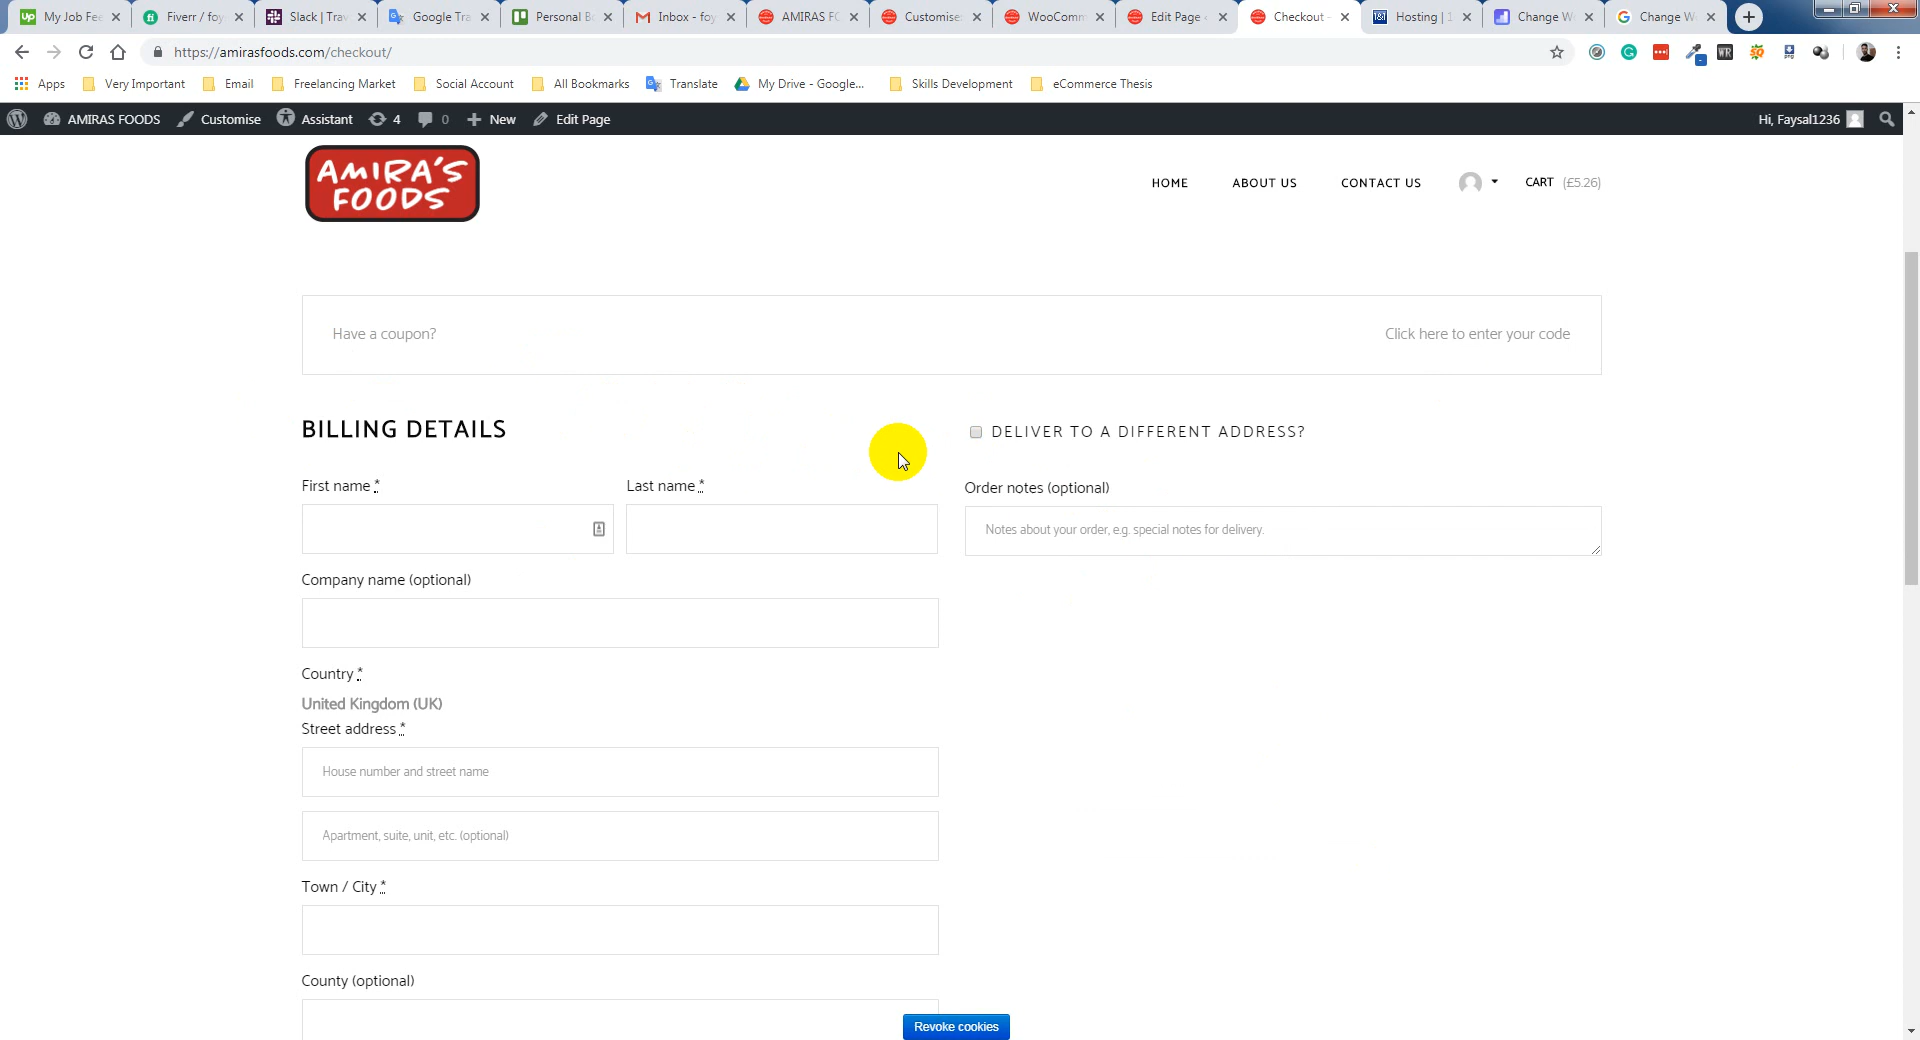 My Job Fee
Fiverr / foy
Slack | Trav
Google Tra
Personal Bo
Inbox - foy
AMIRAS FO
Customise:
WooComm
Edit Page ‹
Checkout –
Hosting | 1
Change W
Change W
https://amirasfoods.com/checkout/
Apps
Very Important
Email
Freelancing Market
Social Account
All Bookmarks
Translate
My Drive - Google...
Skills Development
eCommerce Thesis
AMIRAS FOODS
Customise
Assistant
4
0
New
Edit Page
Hi, Faysal1236
AMIRA'S
FOODS
HOME
ABOUT US
CONTACT US
CART (£5.26)
Have a coupon?
Click here to enter your code
BILLING DETAILS
DELIVER TO A DIFFERENT ADDRESS?
First name *
Last name *
Order notes (optional)
Notes about your order, e.g. special notes for delivery.
Company name (optional)
Country *
United Kingdom (UK)
Street address *
House number and street name
Apartment, suite, unit, etc. (optional)
Town / City *
County (optional)
Revoke cookies